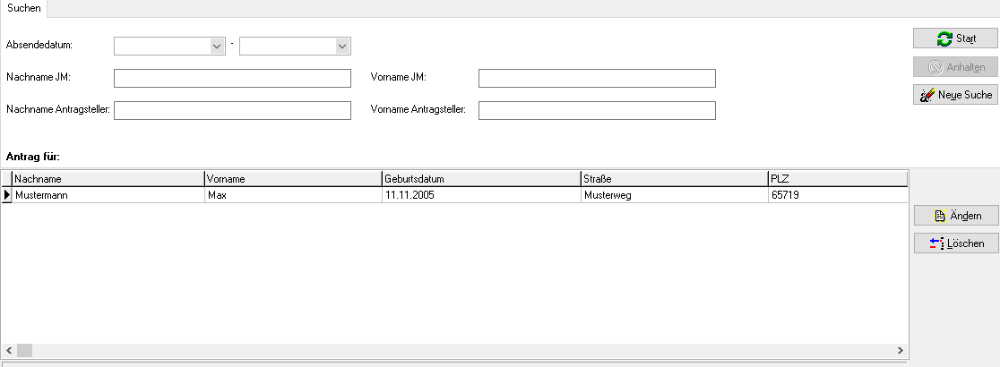 Suchen
Absendedatum: -
Start
Nachname JM: Vorname JM:
Anhalten
Neue Suche
Nachname Antragsteller: Vorname Antragsteller:
Antrag für:
Nachname Vorname Geburtsdatum Straße PLZ
Mustermann Max 11.11.2005 Musterweg 65719
Ändern
Löschen